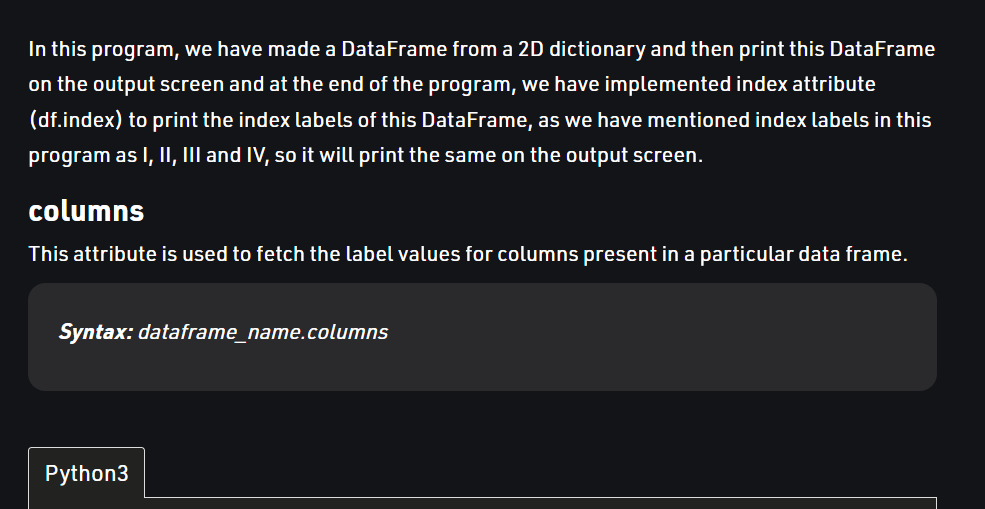 In this program, we have made a DataFrame from a 2D dictionary and then print this DataFrame
on the output screen and at the end of the program, we have implemented index attribute
(df.index) to print the index labels of this DataFrame, as we have mentioned index labels in this
program as I, II, III and IV, so it will print the same on the output screen.
columns
This attribute is used to fetch the label values for columns present in a particular data frame.
Syntax: dataframe_name.columns
Python3